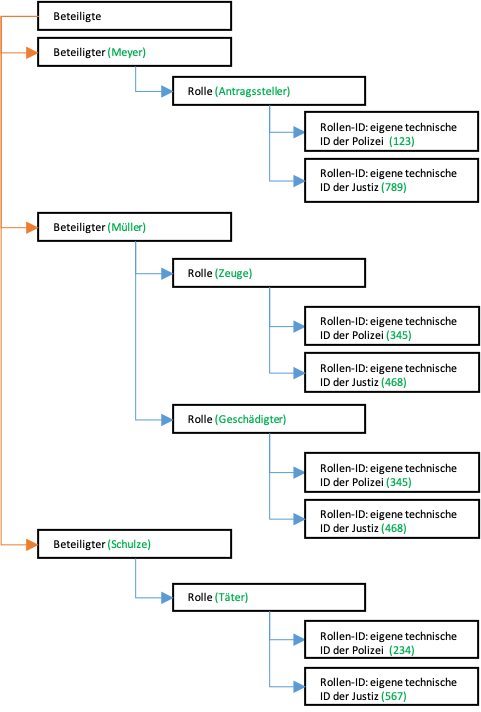 Beteiligte
Beteiligter (Meyer)
Rolle (Antragssteller)
Rollen-ID: eigene technische
ID der Polizei (123)
Rollen-ID: eigene technische
ID der Justiz (789)
Beteiligter (Müller)
Rolle (Zeuge)
Rollen-ID: eigene technische
ID der Polizei (345)
Rollen-ID: eigene technische
ID der Justiz (468)
Rolle (Geschädigter)
Rollen-ID: eigene technische
ID der Polizei (345)
Rollen-ID: eigene technische
ID der Justiz (468)
Beteiligter (Schulze)
Rolle (Täter)
Rollen-ID: eigene technische
ID der Polizei (234)
Rollen-ID: eigene technische
ID der Justiz (567)